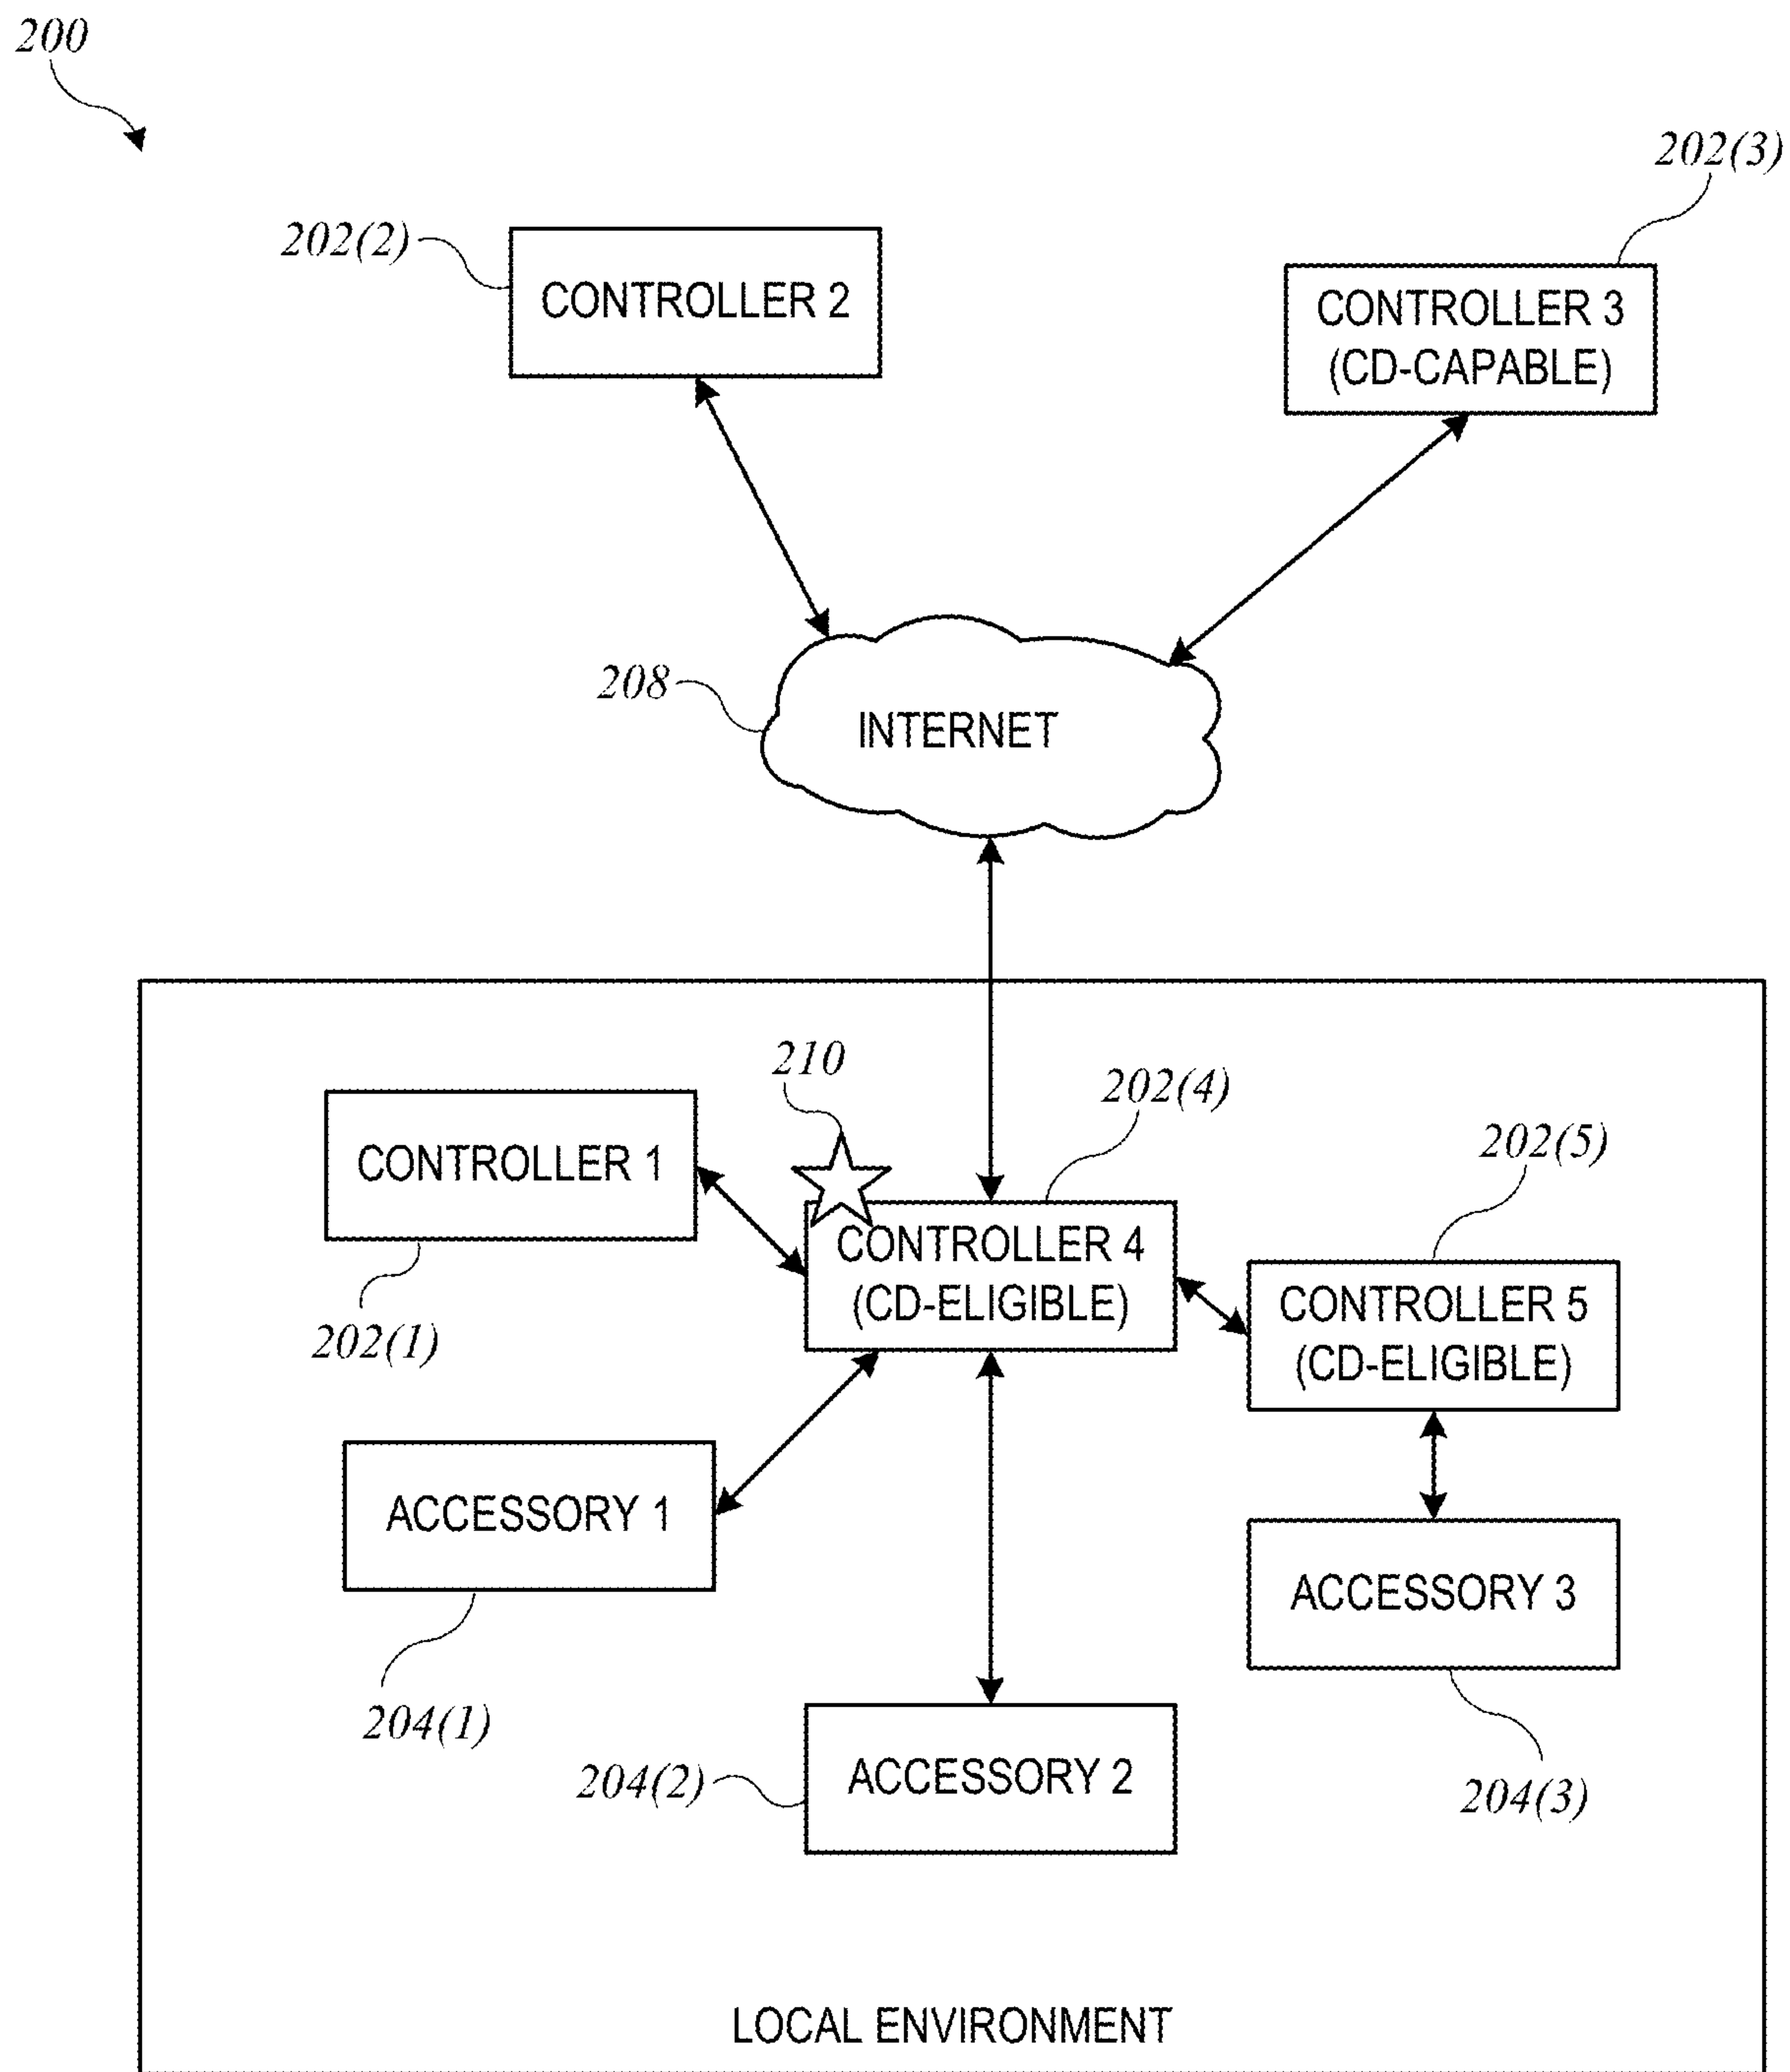 200
202(3)
202(2)
CONTROLLER 2
CONTROLLER 3
(CD-CAPABLE)
208
INTERNET
210
202(4)
202(5)
CONTROLLER 1
CONTROLLER 4
(CD-ELIGIBLE)
CONTROLLER 5
(CD-ELIGIBLE)
202(1)
ACCESSORY 1
ACCESSORY 3
204(1)
204(2)
ACCESSORY 2
204(3)
LOCAL ENVIRONMENT